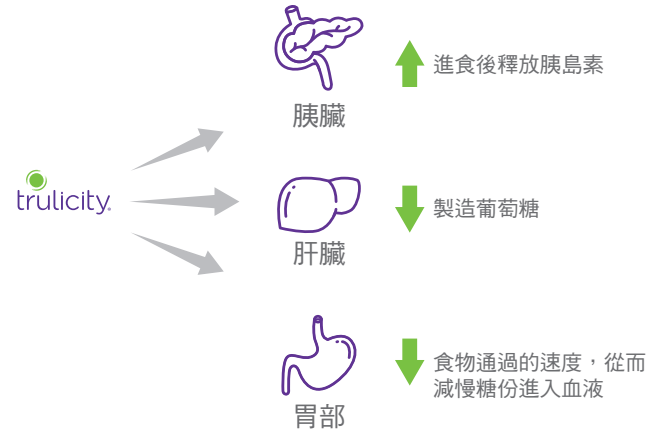 進食後釋放胰島素
胰臟
trulicity.
製造葡萄糖
肝臟
食物通過的速度，從而
減慢糖份進入血液
胃部